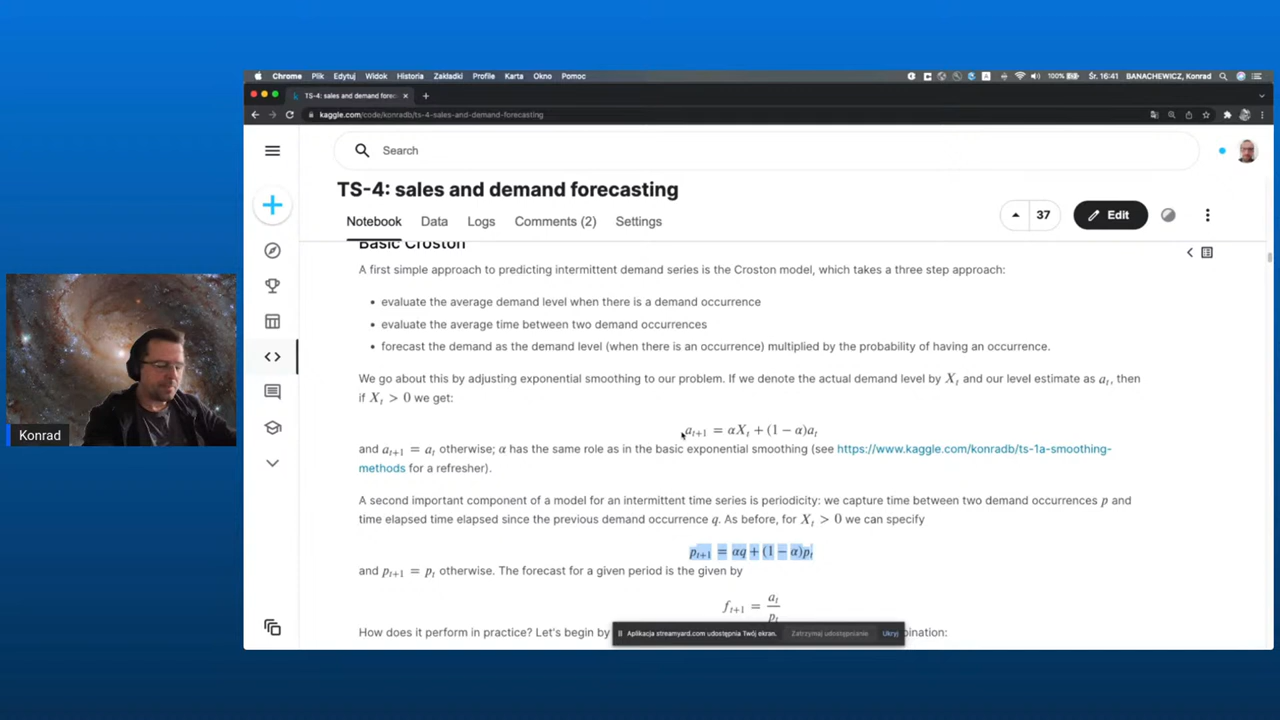 Chrome Plik Edytuj Widok Historia Zakładki Profile Karta Okno Pomoc 100% Śr. 16:41 BANACHEWICZ, Konrad
TS-4: sales and demand fore
kaggle.com/code/konradb/ts-4-sales-and-demand-forecasting
Search
TS-4: sales and demand forecasting
Notebook Data Logs Comments (2) Settings
37 Edit
Basic Croston
A first simple approach to predicting intermittent demand series is the Croston model, which takes a three step approach:
• evaluate the average demand level when there is a demand occurrence
• evaluate the average time between two demand occurrences
• forecast the demand as the demand level (when there is an occurrence) multiplied by the probability of having an occurrence.
We go about this by adjusting exponential smoothing to our problem. If we denote the actual demand level by X_t and our level estimate as a_t, then
if X_t > 0 we get:
a_{t+1} = αX_t + (1 − α)a_t
and a_{t+1} = a_t otherwise; α has the same role as in the basic exponential smoothing (see https://www.kaggle.com/konradb/ts-1a-smoothing-
methods for a refresher).
A second important component of a model for an intermittent time series is periodicity: we capture time between two demand occurrences p and
time elapsed time elapsed since the previous demand occurrence q. As before, for X_t > 0 we can specify
p_{t+1} = αq + (1 − α)p_t
and p_{t+1} = p_t otherwise. The forecast for a given period is the given by
f_{t+1} = a_t / p_t
How does it perform in practice? Let's begin by
bination:
Aplikacja streamyard.com udostępnia Twój ekran. Zatrzymaj udostępnianie Ukryj
Konrad